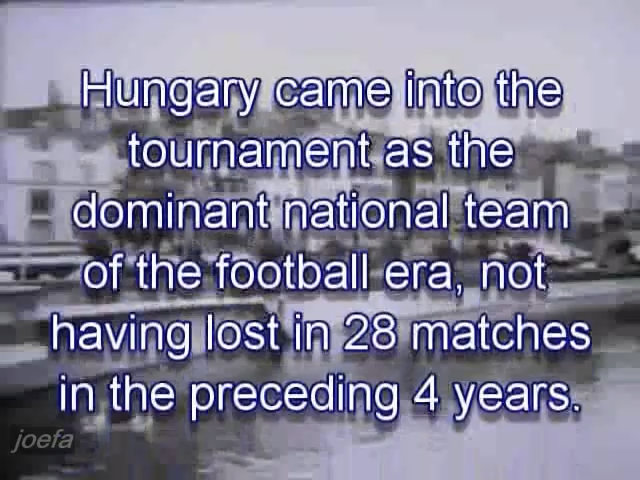 Hungary came into the
tournament as the
dominant national team
of the football era, not
having lost in 28 matches
in the preceding 4 years.
joefa